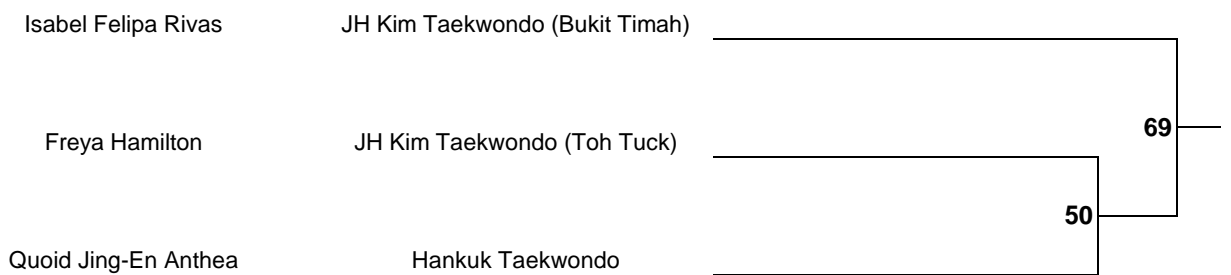 Isabel Felipa Rivas JH Kim Taekwondo (Bukit Timah)
69
Freya Hamilton JH Kim Taekwondo (Toh Tuck)
50
Quoid Jing-En Anthea Hankuk Taekwondo